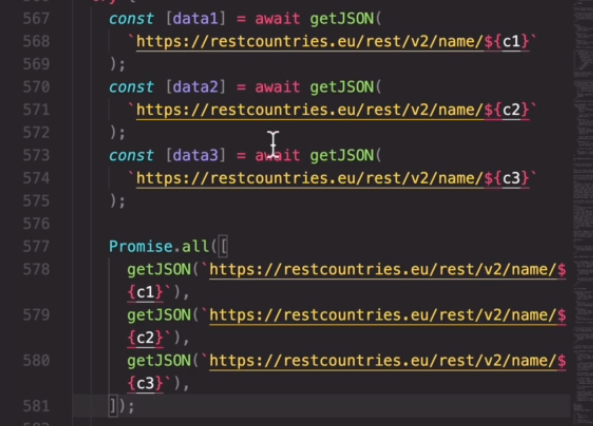 567 const [data1] = await getJSON(
568 `https://restcountries.eu/rest/v2/name/${c1}`
569 );
570 const [data2] = await getJSON(
571 `https://restcountries.eu/rest/v2/name/${c2}`
572 );
573 const [data3] = await getJSON(
574 `https://restcountries.eu/rest/v2/name/${c3}`
575 );
576
577 Promise.all([
578 getJSON(`https://restcountries.eu/rest/v2/name/$
{c1}`),
579 getJSON(`https://restcountries.eu/rest/v2/name/$
{c2}`),
580 getJSON(`https://restcountries.eu/rest/v2/name/$
{c3}`),
581 ]);